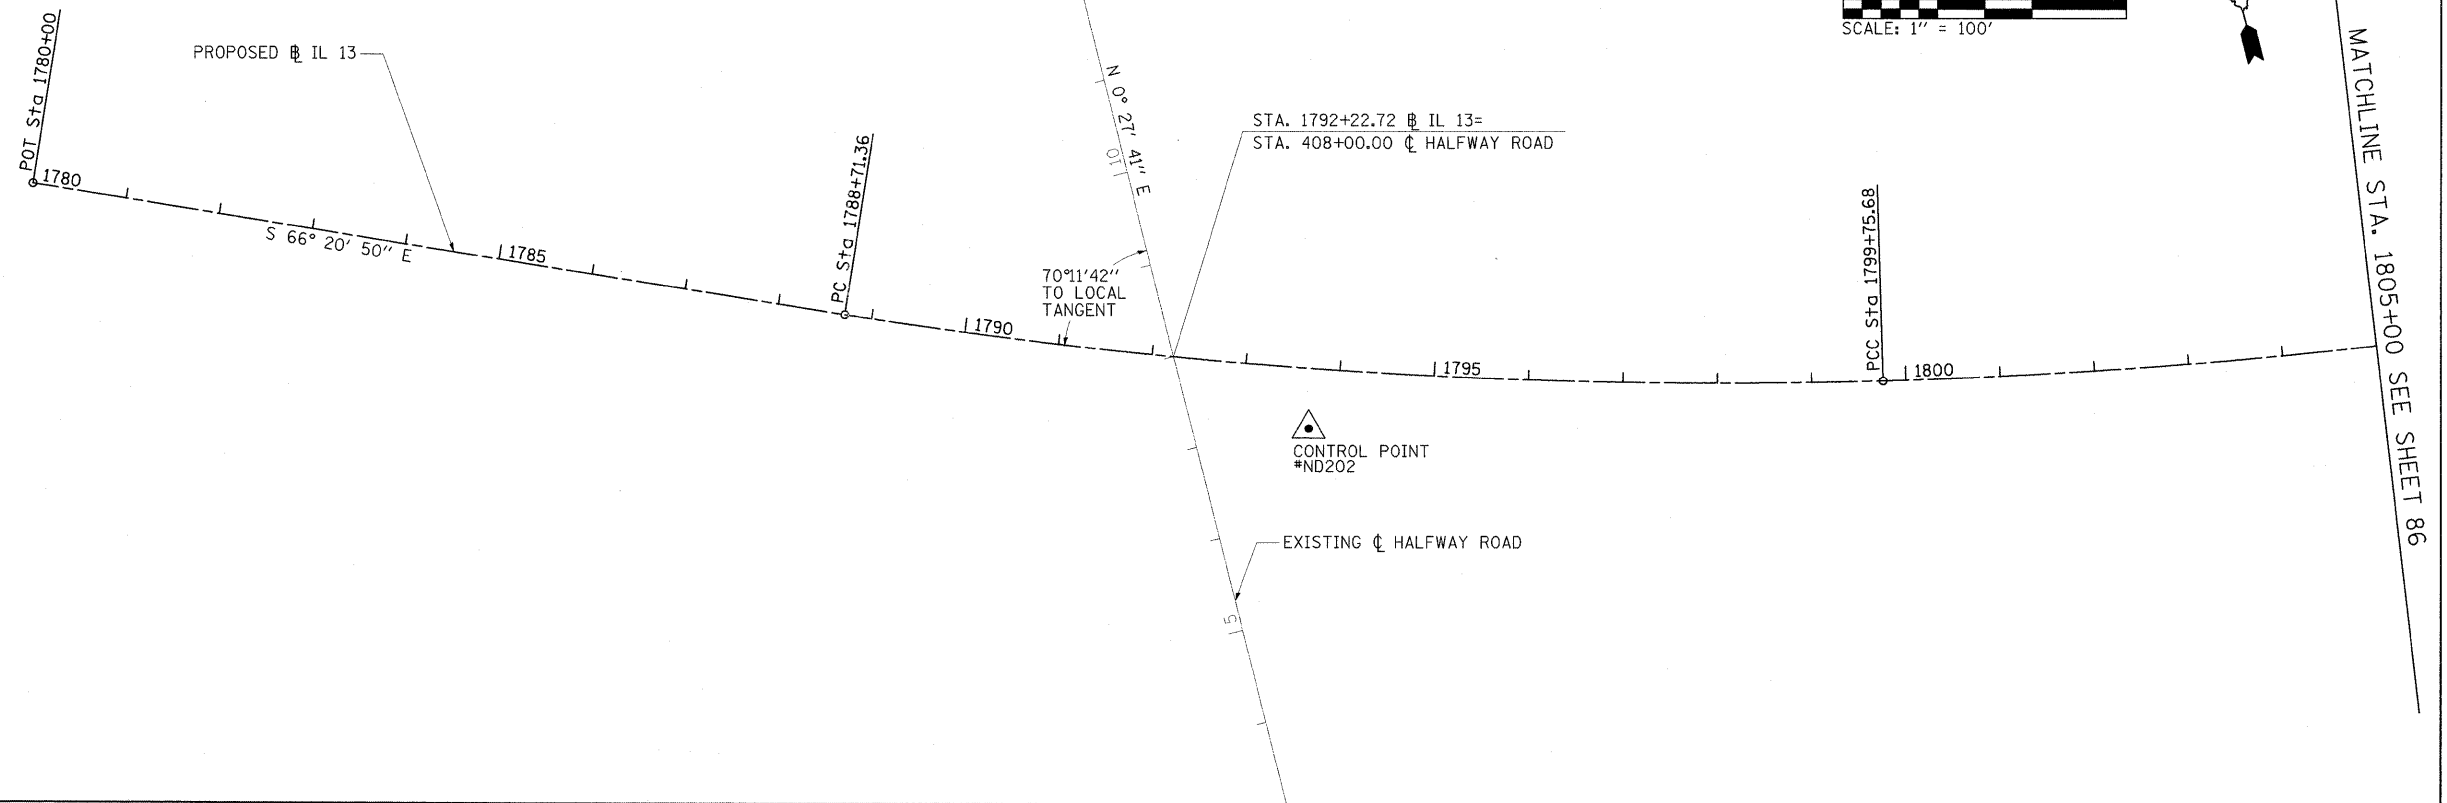 SCALE: 1" = 100'
POT Sta 1780+00
PROPOSED ⅊ IL 13
1780
S 66° 20' 50" E
1785
PC Sta 1788+71.36
1790
N 0° 27' 41" E
10
70°11'42"
TO LOCAL
TANGENT
STA. 1792+22.72 ⅊ IL 13=
STA. 408+00.00 ℄ HALFWAY ROAD
1795
CONTROL POINT
#ND202
EXISTING ℄ HALFWAY ROAD
5
PCC Sta 1799+75.68
1800
MATCHLINE STA. 1805+00 SEE SHEET 86